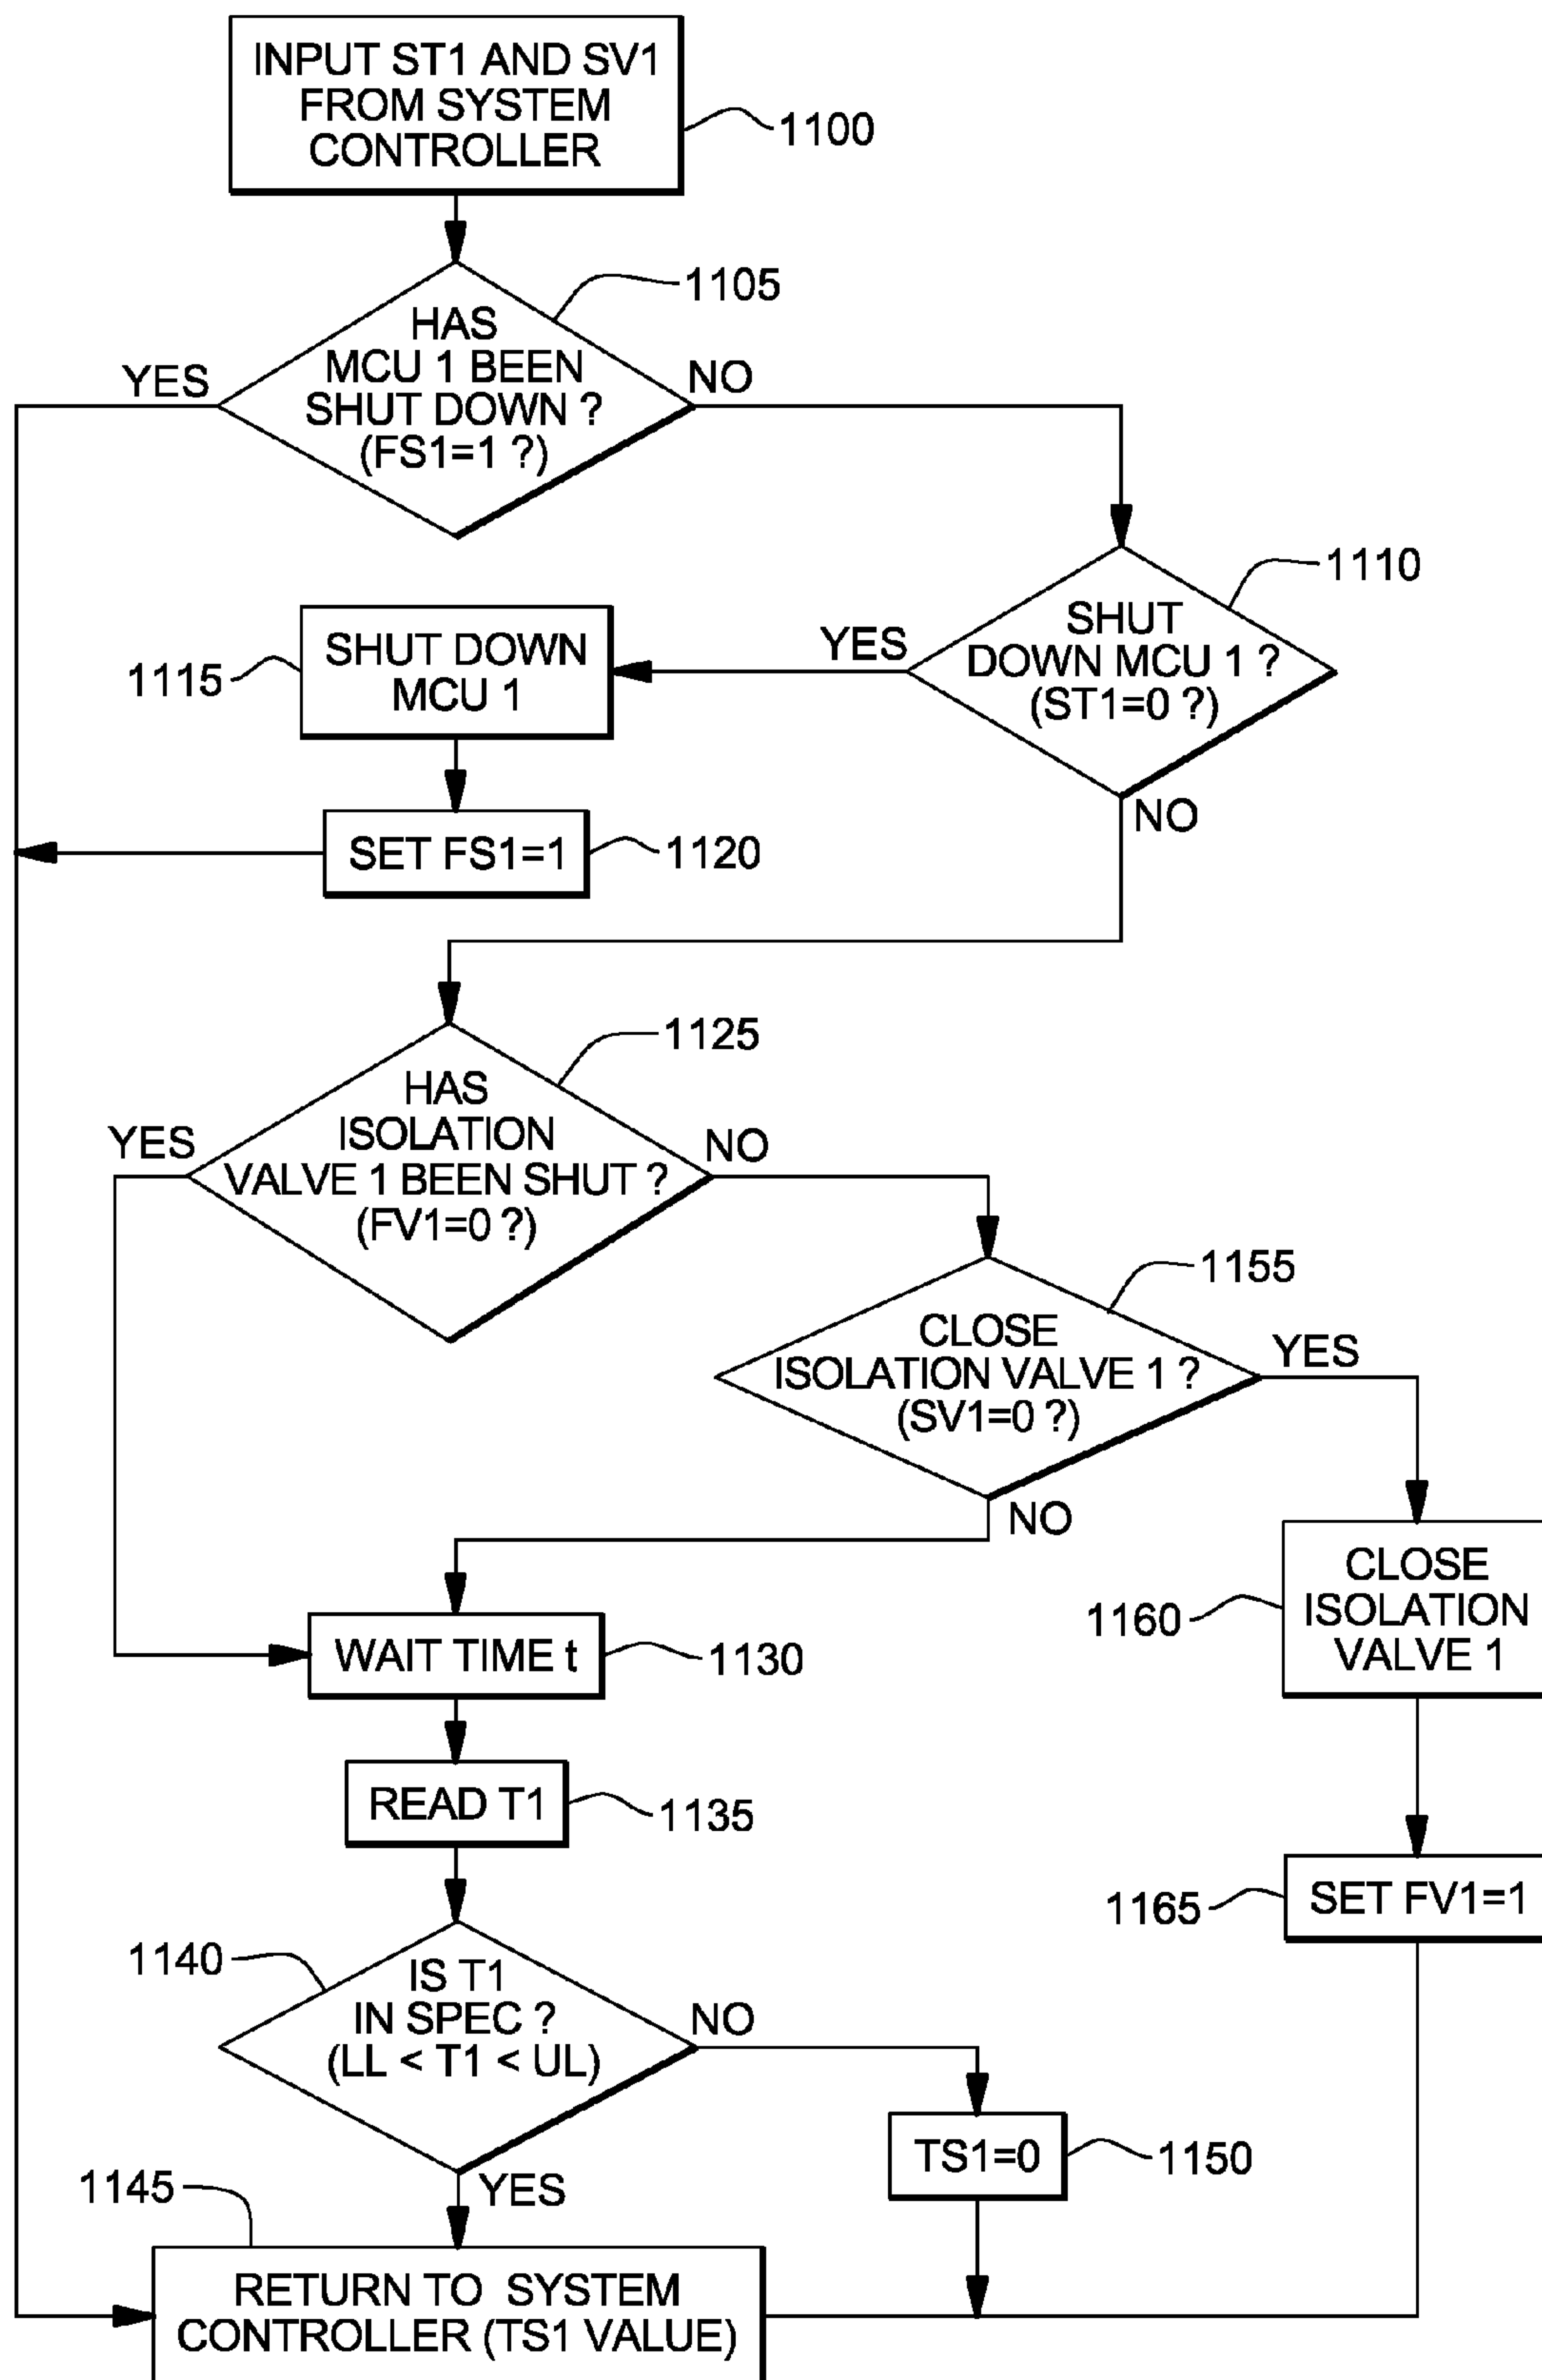 INPUT ST1 AND SV1
FROM SYSTEM
CONTROLLER
1100
1105
HAS
MCU 1 BEEN
SHUT DOWN ?
(FS1=1 ?)
YES
NO
1110
SHUT
DOWN MCU 1 ?
(ST1=0 ?)
YES
NO
SHUT DOWN
MCU 1
1115
SET FS1=1
1120
1125
HAS
ISOLATION
VALVE 1 BEEN SHUT ?
(FV1=0 ?)
YES
NO
1155
CLOSE
ISOLATION VALVE 1 ?
(SV1=0 ?)
YES
NO
CLOSE
ISOLATION
VALVE 1
1160
WAIT TIME t
1130
READ T1
1135
SET FV1=1
1165
1140
IS T1
IN SPEC ?
(LL < T1 < UL)
NO
YES
TS1=0
1150
1145
RETURN TO SYSTEM
CONTROLLER (TS1 VALUE)